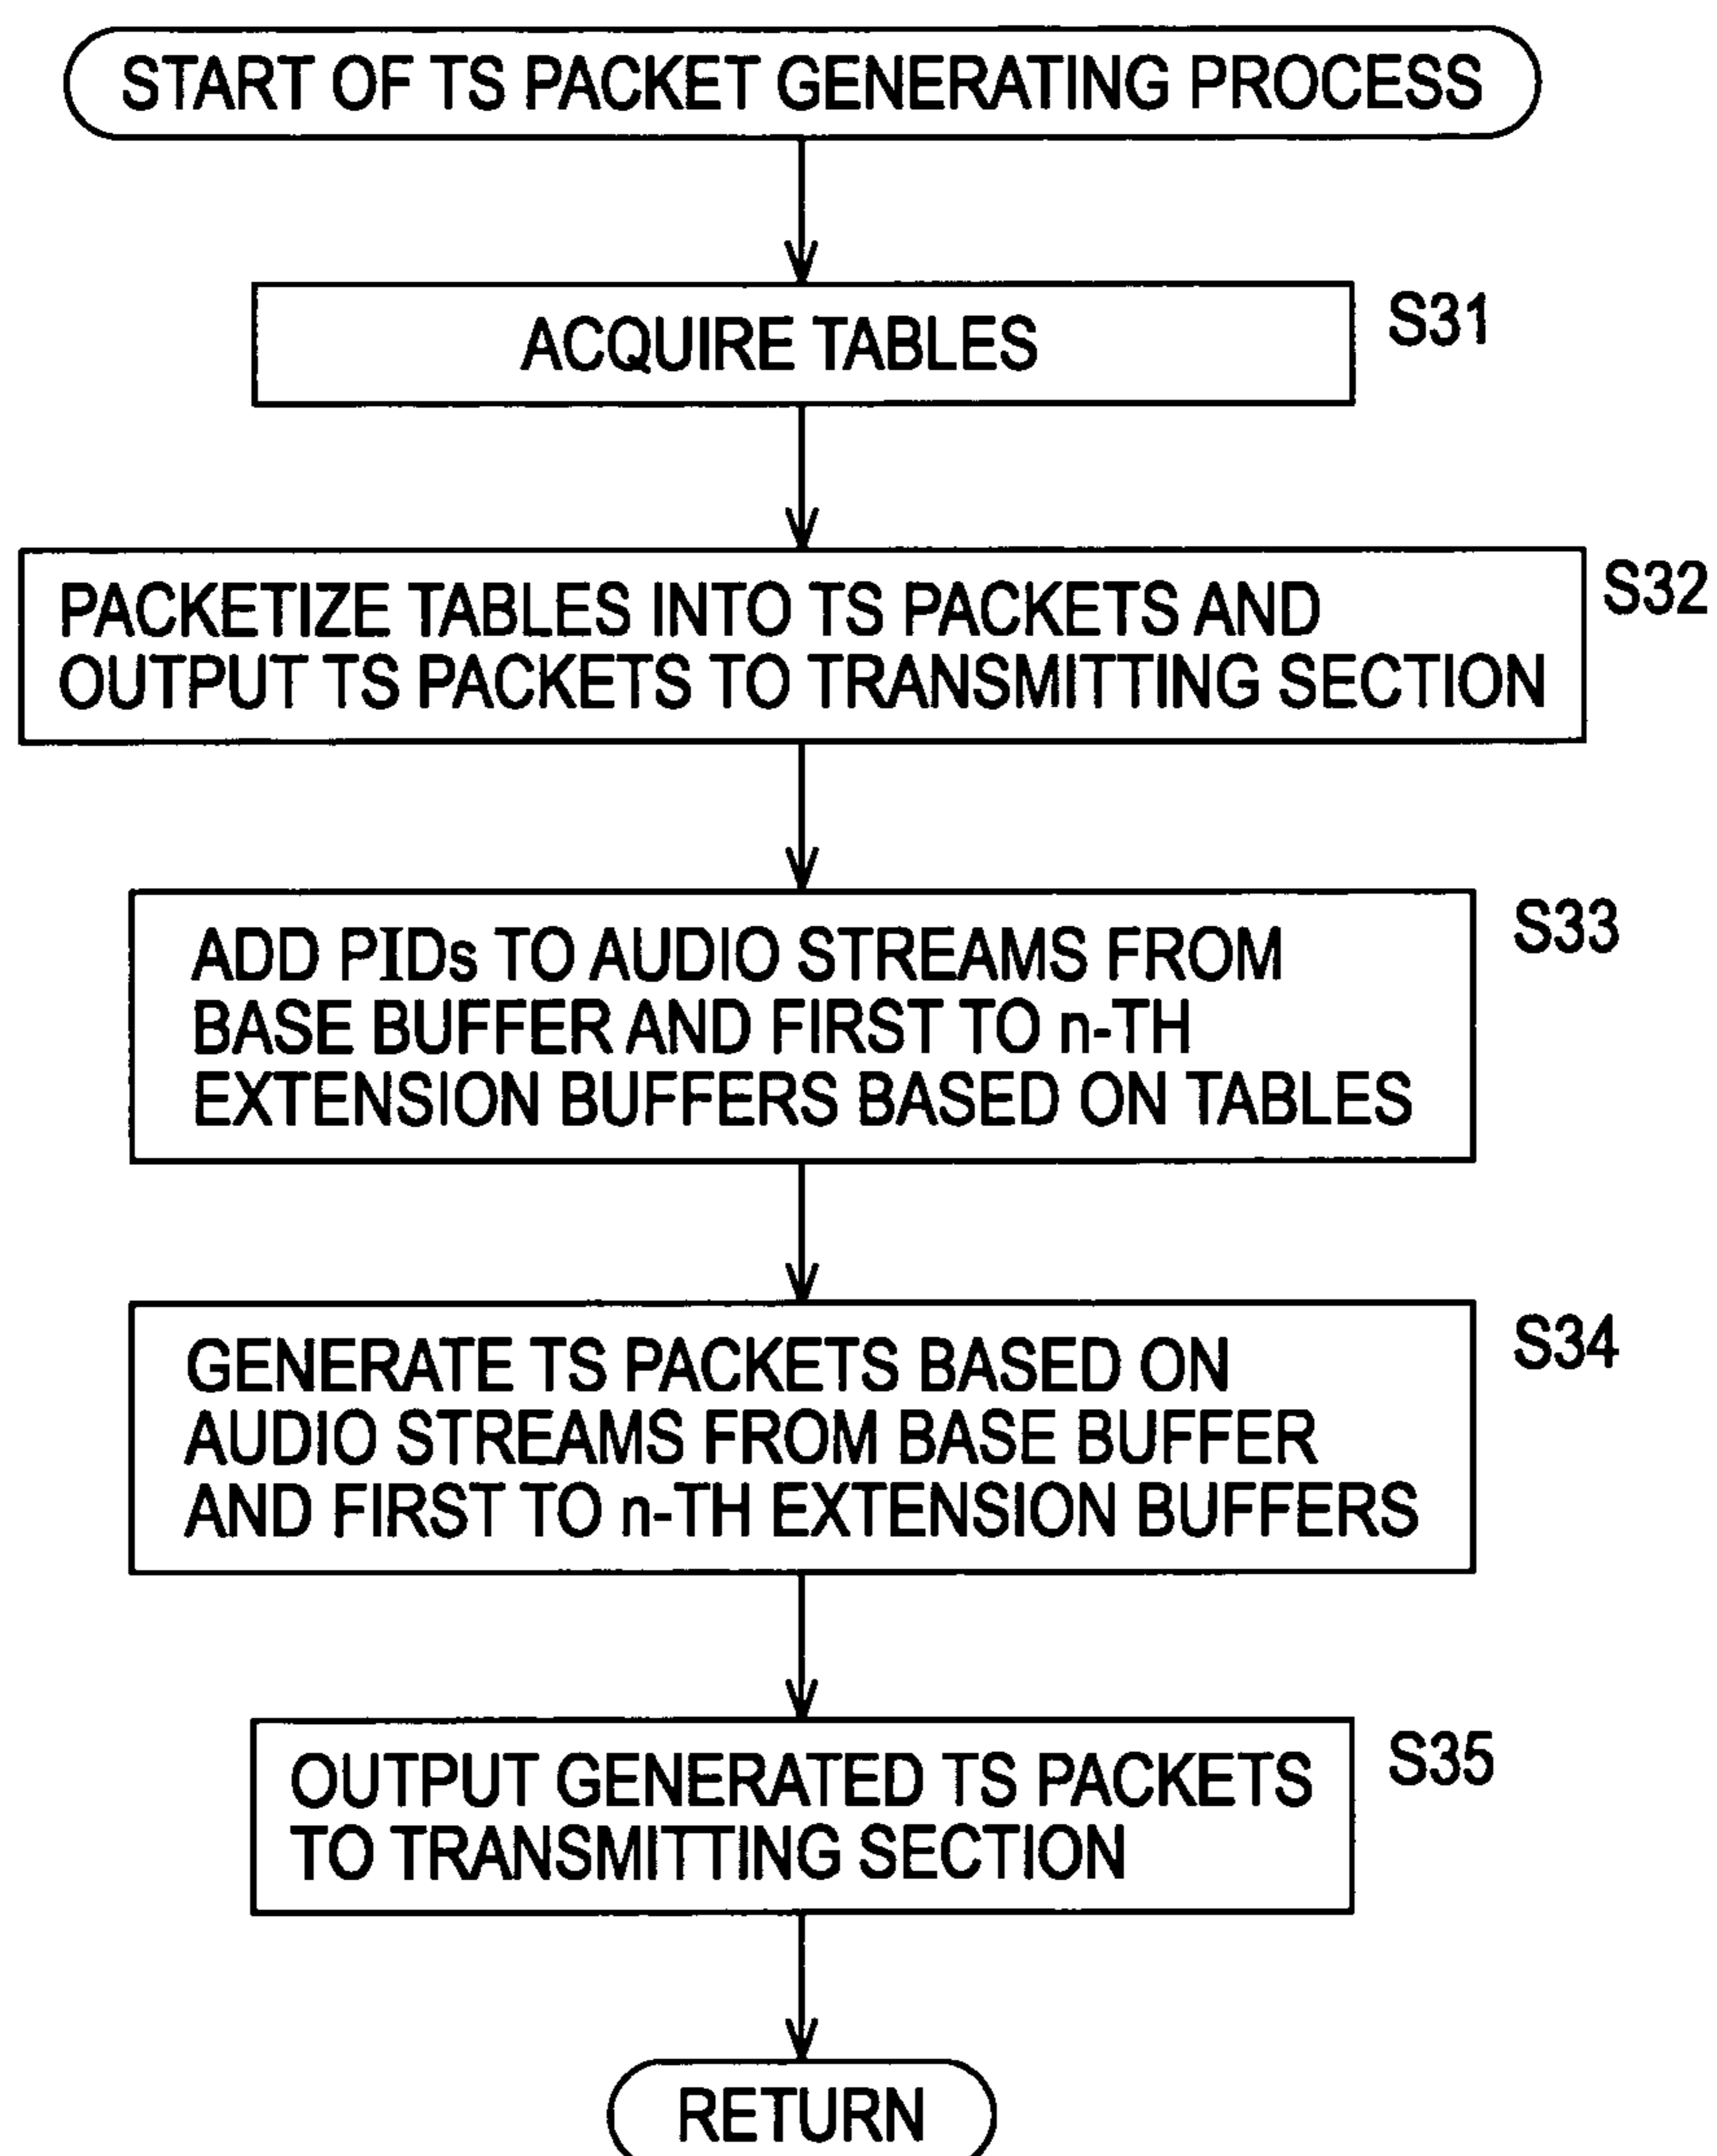 START OF TS PACKET GENERATING PROCESS
ACQUIRE TABLES
S31
PACKETIZE TABLES INTO TS PACKETS AND
OUTPUT TS PACKETS TO TRANSMITTING SECTION
S32
ADD PIDs TO AUDIO STREAMS FROM
BASE BUFFER AND FIRST TO n-TH
EXTENSION BUFFERS BASED ON TABLES
S33
GENERATE TS PACKETS BASED ON
AUDIO STREAMS FROM BASE BUFFER
AND FIRST TO n-TH EXTENSION BUFFERS
S34
OUTPUT GENERATED TS PACKETS
TO TRANSMITTING SECTION
S35
RETURN